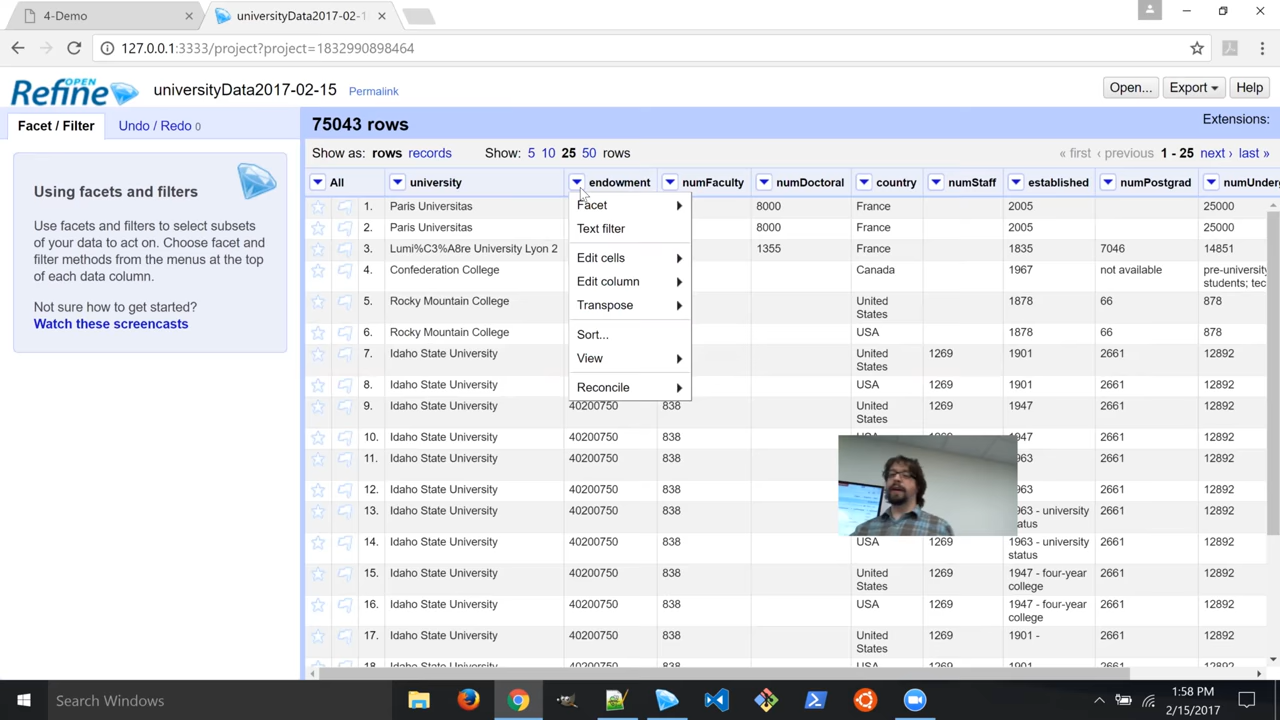 4-Demo
universityData2017-02-1
127.0.0.1:3333/project?project=1832990898464
OPEN
Refine
universityData2017-02-15
Permalink
Open...
Export
Help
Facet / Filter
Undo / Redo 0
75043 rows
Extensions:
Show as: rows records
Show: 5 10 25 50 rows
« first ‹ previous 1 - 25 next › last »
Using facets and filters
Use facets and filters to select subsets
of your data to act on. Choose facet and
filter methods from the menus at the top
of each data column.
Not sure how to get started?
Watch these screencasts
All university endowment numFaculty numDoctoral country numStaff established numPostgrad numUnderg
1. Paris Universitas 8000 France 2005 25000
2. Paris Universitas 8000 France 2005 25000
3. Lumi%C3%A8re University Lyon 2 1355 France 1835 7046 14851
4. Confederation College Canada 1967 not available pre-university
students; tec
5. Rocky Mountain College United 1878 66 878
States
6. Rocky Mountain College USA 1878 66 878
7. Idaho State University United 1269 1901 2661 12892
States
8. Idaho State University USA 1269 1901 2661 12892
9. Idaho State University 40200750 838 United 1269 1947 2661 12892
States
10. Idaho State University 40200750 838 1947 2661 12892
11. Idaho State University 40200750 838 963 2661 12892
12. Idaho State University 40200750 838 963 2661 12892
13. Idaho State University 40200750 838 963 - university 2661 12892
tatus
14. Idaho State University 40200750 838 USA 1269 1963 - university 2661 12892
status
15. Idaho State University 40200750 838 United 1269 1947 - four-year 2661 12892
States college
16. Idaho State University 40200750 838 USA 1269 1947 - four-year 2661 12892
college
17. Idaho State University 40200750 838 United 1269 1901 - 2661 12892
States
Facet
Text filter
Edit cells
Edit column
Transpose
Sort...
View
Reconcile
Search Windows
1:58 PM
2/15/2017